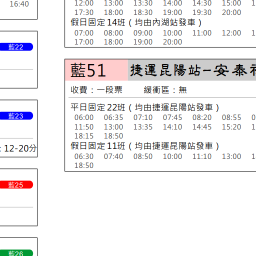 16:40
12:00 13:00 13:30 14:00 14:30 15:00
17:30 18:00 18:30 19:00 19:30 20:00
假日固定14班(均由內湖站發車)
07:00 08:00 09:00 10:00 11:00 12:00
17:00 18:00 19:00 20:00
藍22
藍23
: 12-20分
藍25
藍26
藍51 捷運昆陽站-安泰
收費:一段票 緩衝區:無
平日固定22班(均由捷運昆陽站發車)
06:00 06:35 07:10 07:45 08:20 08:55
11:50 13:00 13:35 14:10 14:45 15:20
18:15 18:50
假日固定11班(均由捷運昆陽站發車)
06:30 07:40 08:50 10:00 11:10 13:00
18:50